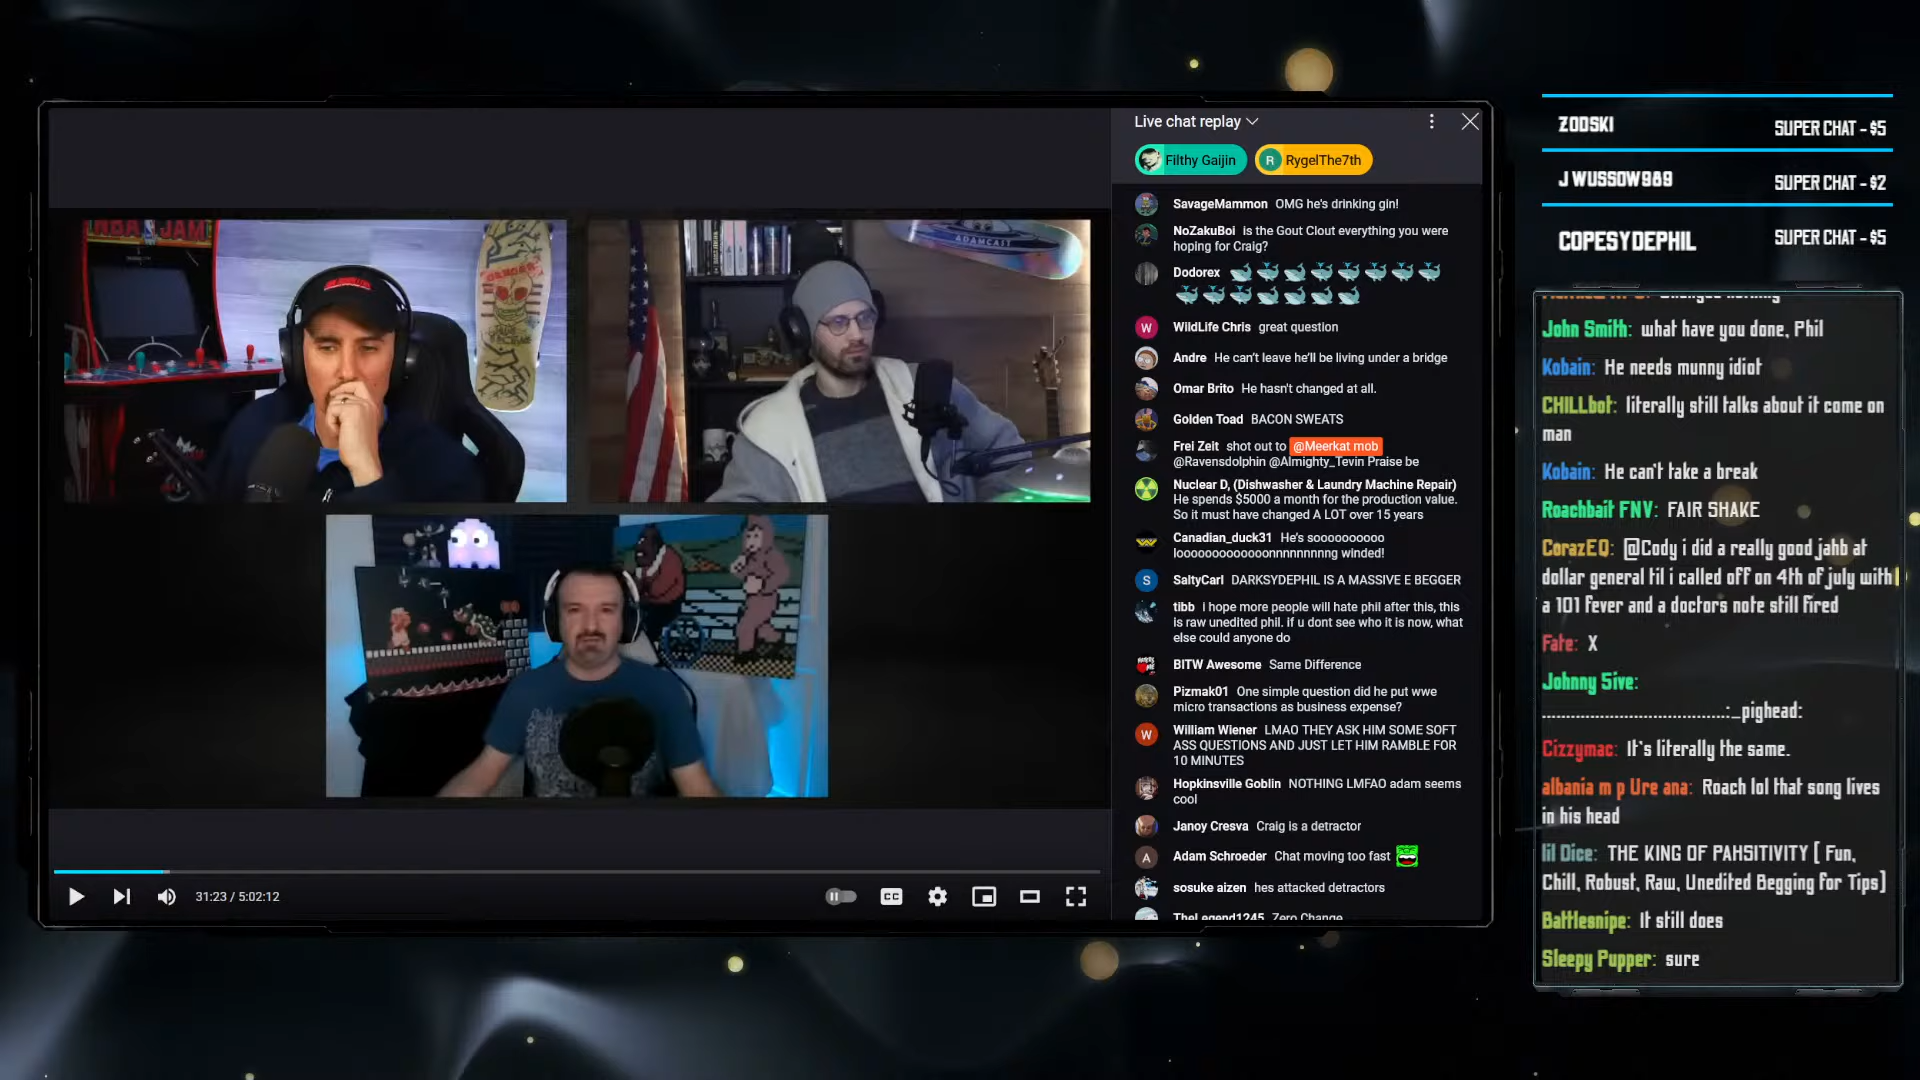 NBA JAM
ADAMCAST
Live chat replay
Filthy Gaijin
R RygelThe7th
SavageMammon OMG he's drinking gin!
NoZakuBoi is the Gout Clout everything you were
hoping for Craig?
Dodorex 🐳🐳🐳🐳🐳🐳🐳🐳
🐳🐳🐳🐳🐳🐳🐳
W WildLife Chris great question
Andre He can't leave he'll be living under a bridge
Omar Brito He hasn't changed at all.
Golden Toad BACON SWEATS
Frei Zeit shot out to @Meerkat mob
@Ravensdolphin @Almighty_Tevin Praise be
Nuclear D, (Dishwasher & Laundry Machine Repair)
He spends $5000 a month for the production value.
So it must have changed A LOT over 15 years
Canadian_duck31 He's soooooooooo
looooooooooooonnnnnnnnng winded!
S SaltyCarl DARKSYDEPHIL IS A MASSIVE E BEGGER
tibb i hope more people will hate phil after this, this
is raw unedited phil. if u dont see who it is now, what
else could anyone do
BITW Awesome Same Difference
Pizmak01 One simple question did he put wwe
micro transactions as business expense?
W William Wiener LMAO THEY ASK HIM SOME SOFT
ASS QUESTIONS AND JUST LET HIM RAMBLE FOR
10 MINUTES
Hopkinsville Goblin NOTHING LMFAO adam seems
cool
Janoy Cresva Craig is a detractor
A Adam Schroeder Chat moving too fast
sosuke aizen hes attacked detractors
TheLegend1245 Zero Change
31:23 / 5:02:12
CC
ZODSKI SUPER CHAT - $5
J WUSSOW989 SUPER CHAT - $2
COPESYDEPHIL SUPER CHAT - $5
John Smith: what have you done, Phil
Kobain: He needs munny idiot
CHILLbot: literally still talks about it come on
man
Kobain: He can't take a break
Roachbait FNV: FAIR SHAKE
CorazEQ: @Cody i did a really good jahb at
dollar general til i called off on 4th of july with
a 101 fever and a doctors note still fired
Fate: X
Johnny 5ive:
......................................:_pighead:
Cizzymac: It's literally the same.
albania m p Ure ana: Roach lol that song lives
in his head
lil Dice: THE KING OF PAHSITIVITY [ Fun,
Chill, Robust, Raw, Unedited Begging for Tips]
Battlesnipe: It still does
Sleepy Pupper: sure